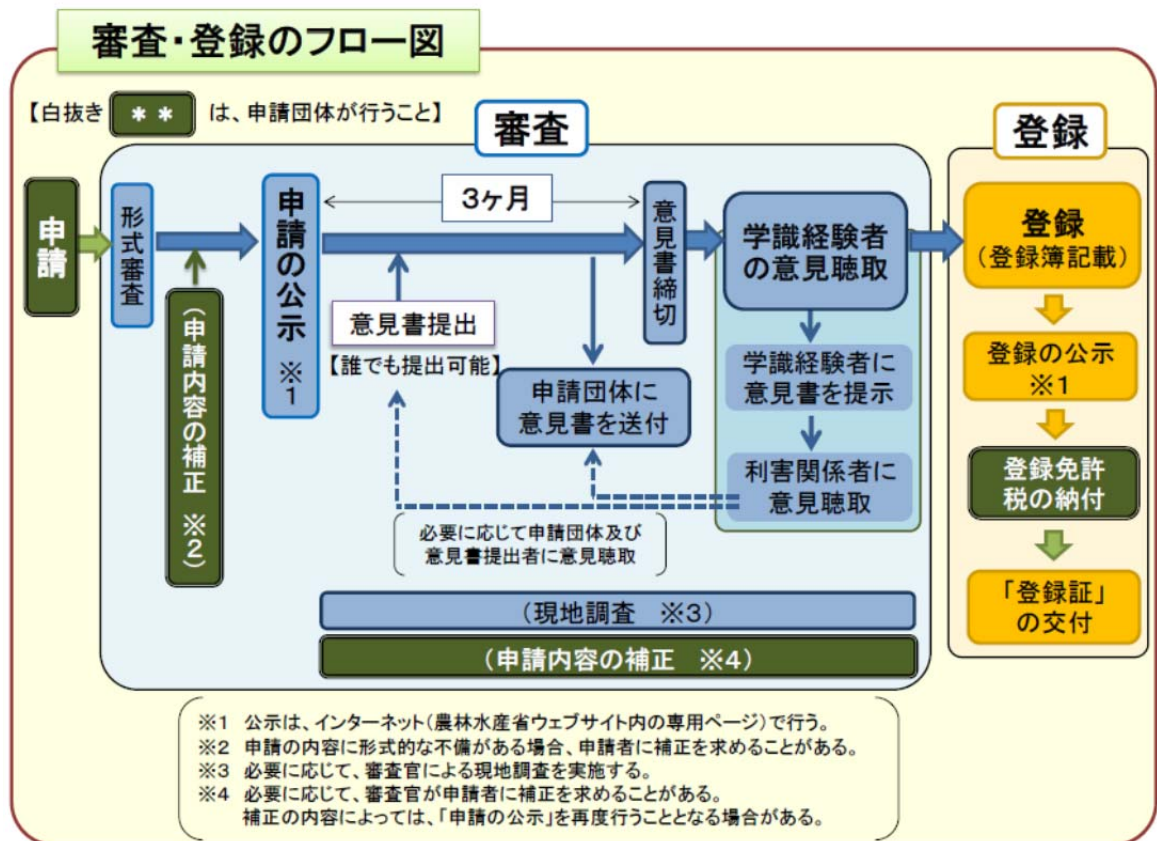 審査・登録のフロー図
【白抜き ** は、申請団体が行うこと】
審査
登録
申請
形式審査
(申請内容の補正 ※2)
申請の公示 ※1
3ヶ月
意見書提出
【誰でも提出可能】
申請団体に
意見書を送付
意見書締切
学識経験者
の意見聴取
学識経験者に
意見書を提示
利害関係者に
意見聴取
必要に応じて申請団体及び
意見書提出者に意見聴取
(現地調査 ※3)
(申請内容の補正 ※4)
登録
(登録簿記載)
登録の公示
※1
登録免許
税の納付
「登録証」
の交付
※1 公示は、インターネット(農林水産省ウェブサイト内の専用ページ)で行う。
※2 申請の内容に形式的な不備がある場合、申請者に補正を求めることがある。
※3 必要に応じて、審査官による現地調査を実施する。
※4 必要に応じて、審査官が申請者に補正を求めることがある。
補正の内容によっては、「申請の公示」を再度行うこととなる場合がある。